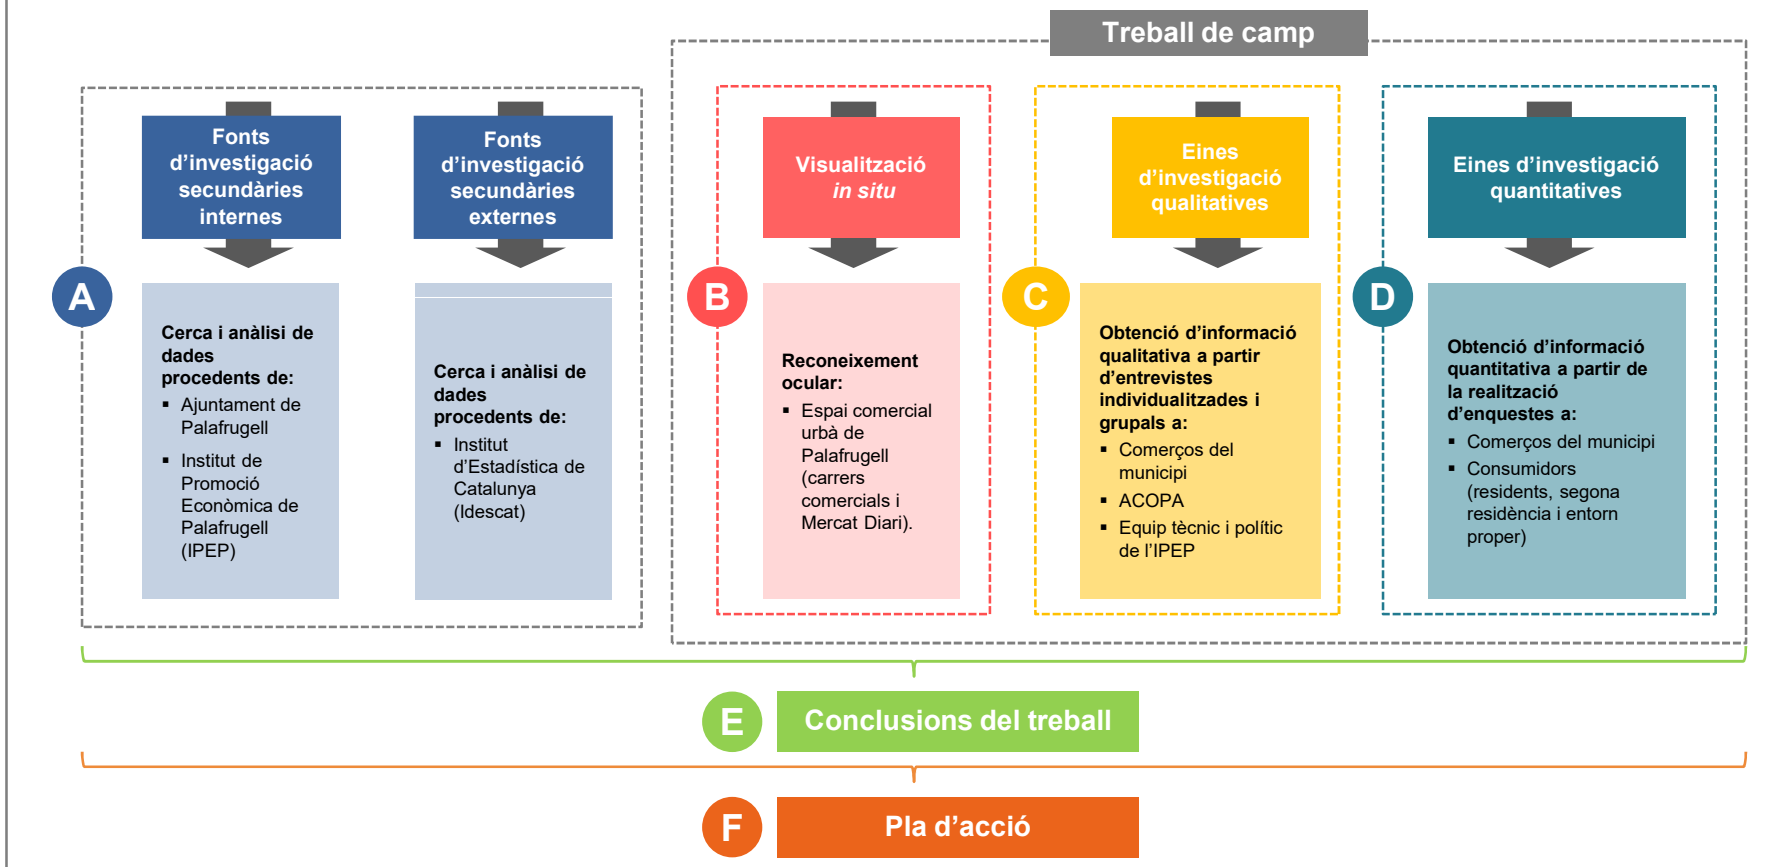 Treball de camp
A
Fonts
d’investigació
secundàries
internes
Cerca i anàlisi de
dades
procedents de:
▪ Ajuntament de
Palafrugell
▪ Institut de
Promoció
Econòmica de
Palafrugell
(IPEP)
Fonts
d’investigació
secundàries
externes
Cerca i anàlisi de
dades
procedents de:
▪ Institut
d’Estadística de
Catalunya
(Idescat)
B
Visualització
in situ
Reconeixement
ocular:
▪ Espai comercial
urbà de
Palafrugell
(carrers
comercials i
Mercat Diari).
C
Eines
d’investigació
qualitatives
Obtenció d’informació
qualitativa a partir
d’entrevistes
individualitzades i
grupals a:
▪ Comerços del
municipi
▪ ACOPA
▪ Equip tècnic i polític
de l’IPEP
D
Eines d’investigació
quantitatives
Obtenció d’informació
quantitativa a partir de
la realització
d’enquestes a:
▪ Comerços del municipi
▪ Consumidors
(residents, segona
residència i entorn
proper)
E
Conclusions del treball
F
Pla d’acció